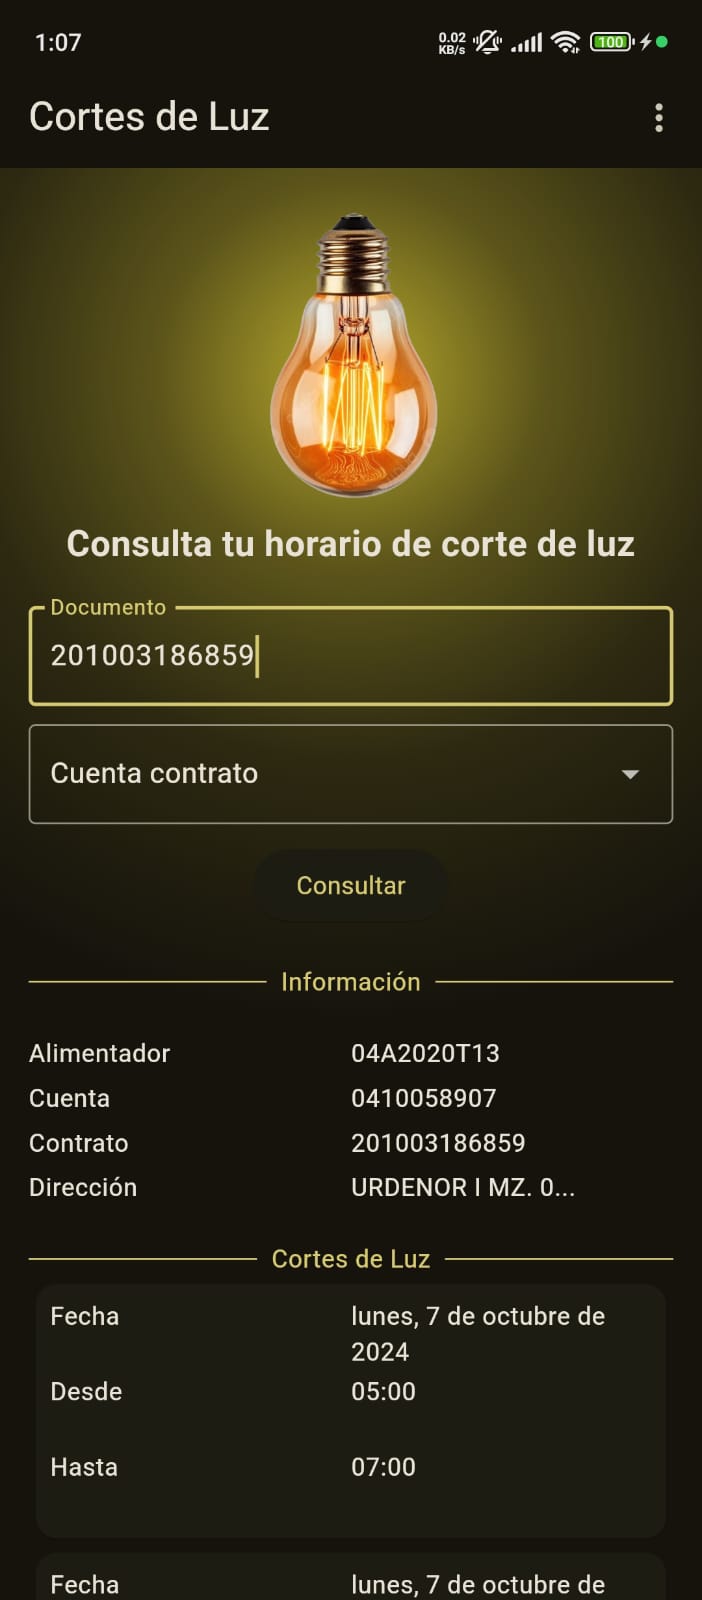 1:07
0.02
KB/s
100
Cortes de Luz
Consulta tu horario de corte de luz
Documento
201003186859
Cuenta contrato
Consultar
Información
Alimentador 04A2020T13
Cuenta 0410058907
Contrato 201003186859
Dirección URDENOR I MZ. 0...
Cortes de Luz
Fecha lunes, 7 de octubre de
2024
Desde 05:00
Hasta 07:00
Fecha lunes, 7 de octubre de